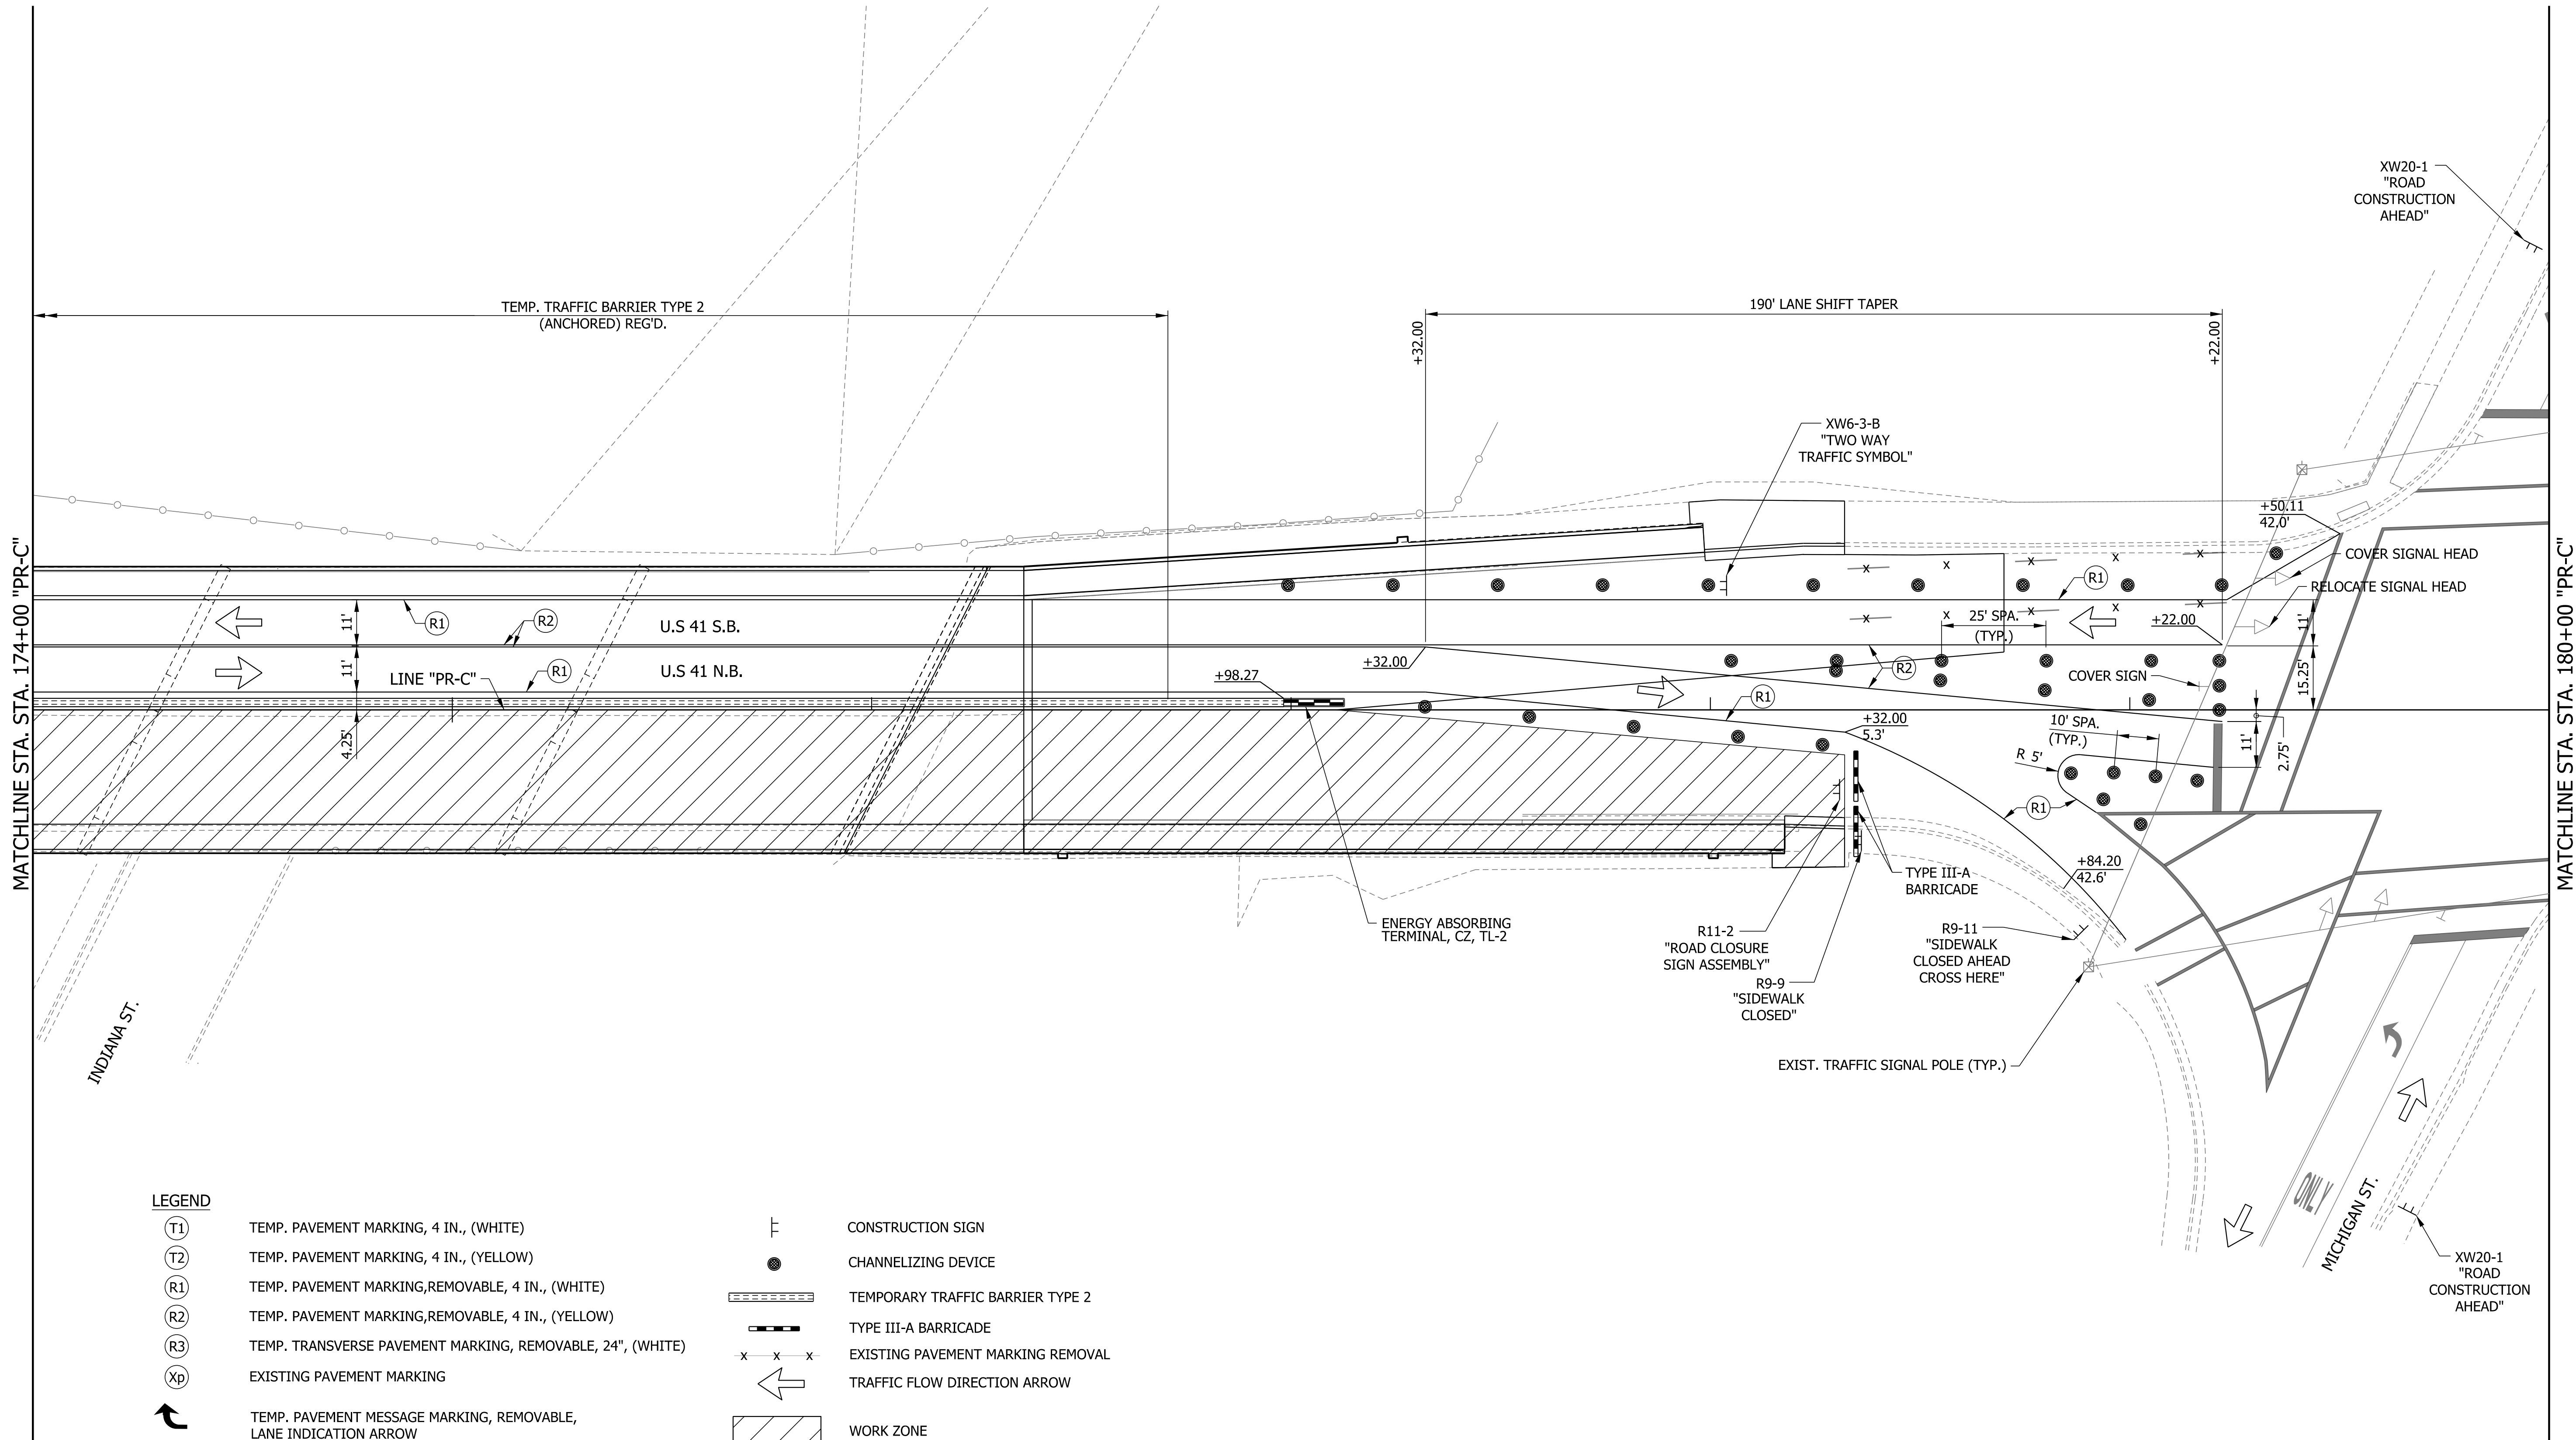 MATCHLINE STA. STA. 174+00 "PR-C"
MATCHLINE STA. STA. 180+00 "PR-C"
XW20-1
"ROAD
CONSTRUCTION
AHEAD"
TEMP. TRAFFIC BARRIER TYPE 2
(ANCHORED) REG'D.
190' LANE SHIFT TAPER
+32.00
+22.00
XW6-3-B
"TWO WAY
TRAFFIC SYMBOL"
+50.11
42.0'
COVER SIGNAL HEAD
RELOCATE SIGNAL HEAD
R1
11'
R1
R2
U.S 41 S.B.
25' SPA.
(TYP.)
+22.00
11'
11'
R1
U.S 41 N.B.
LINE "PR-C"
+32.00
R2
COVER SIGN
15.25'
+98.27
R1
+32.00
5.3'
10' SPA.
(TYP.)
11'
2.75'
4.25'
R 5'
R1
+84.20
42.6'
TYPE III-A
BARRICADE
ENERGY ABSORBING
TERMINAL, CZ, TL-2
R11-2
"ROAD CLOSURE
SIGN ASSEMBLY"
R9-9
"SIDEWALK
CLOSED"
R9-11
"SIDEWALK
CLOSED AHEAD
CROSS HERE"
EXIST. TRAFFIC SIGNAL POLE (TYP.)
INDIANA ST.
ONLY
MICHIGAN ST.
XW20-1
"ROAD
CONSTRUCTION
AHEAD"
LEGEND
T1 TEMP. PAVEMENT MARKING, 4 IN., (WHITE)
T2 TEMP. PAVEMENT MARKING, 4 IN., (YELLOW)
R1 TEMP. PAVEMENT MARKING,REMOVABLE, 4 IN., (WHITE)
R2 TEMP. PAVEMENT MARKING,REMOVABLE, 4 IN., (YELLOW)
R3 TEMP. TRANSVERSE PAVEMENT MARKING, REMOVABLE, 24", (WHITE)
Xp EXISTING PAVEMENT MARKING
TEMP. PAVEMENT MESSAGE MARKING, REMOVABLE,
LANE INDICATION ARROW
CONSTRUCTION SIGN
CHANNELIZING DEVICE
TEMPORARY TRAFFIC BARRIER TYPE 2
TYPE III-A BARRICADE
x x x EXISTING PAVEMENT MARKING REMOVAL
TRAFFIC FLOW DIRECTION ARROW
WORK ZONE